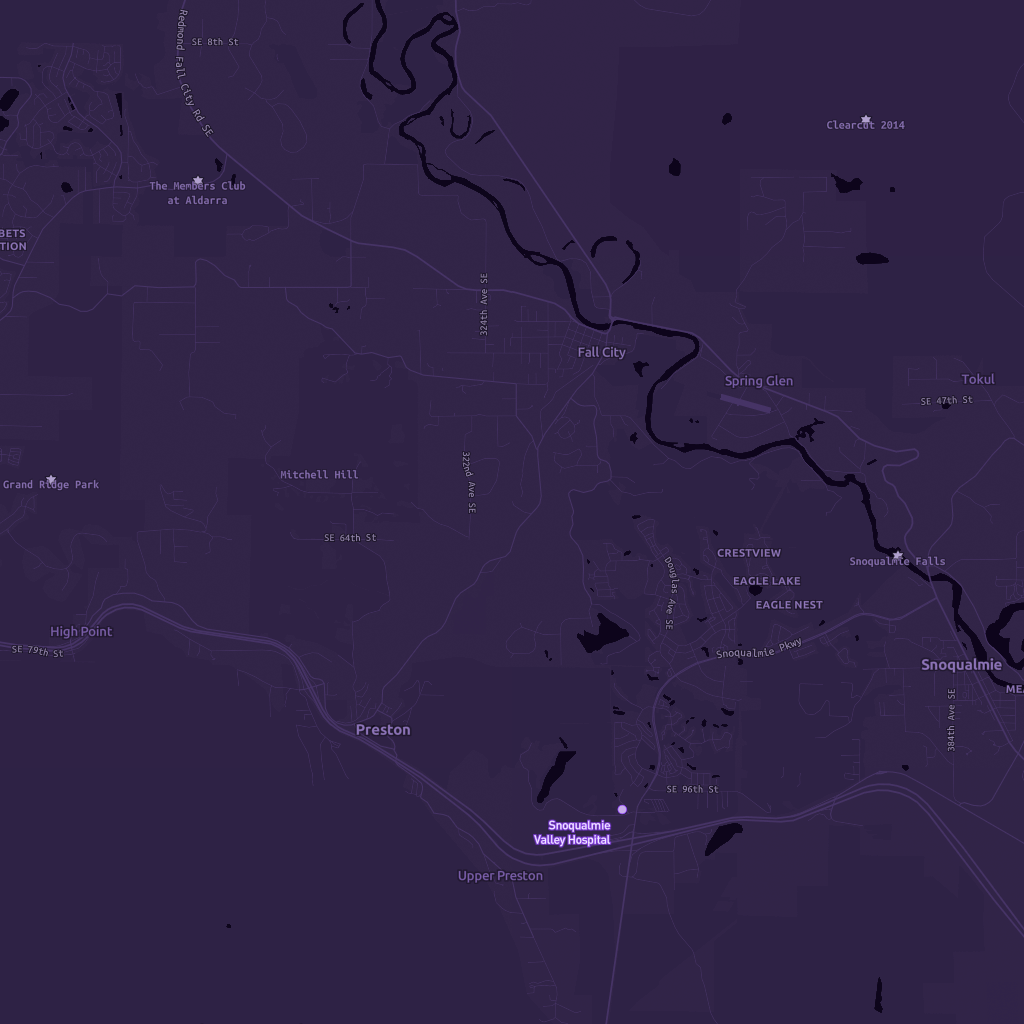 Redmond Fall City Rd SE
SE 8th St
Clearcut 2014
The Members Club
at Aldarra
BETS
TION
324th Ave SE
Fall City
Spring Glen
Tokul
SE 47th St
322nd Ave SE
Mitchell Hill
Grand Ridge Park
SE 64th St
CRESTVIEW
Snoqualmie Falls
EAGLE LAKE
Douglas Ave SE
EAGLE NEST
High Point
SE 79th St
Snoqualmie Pkwy
Snoqualmie
MEA
384th Ave SE
Preston
SE 96th St
Snoqualmie
Valley Hospital
Upper Preston